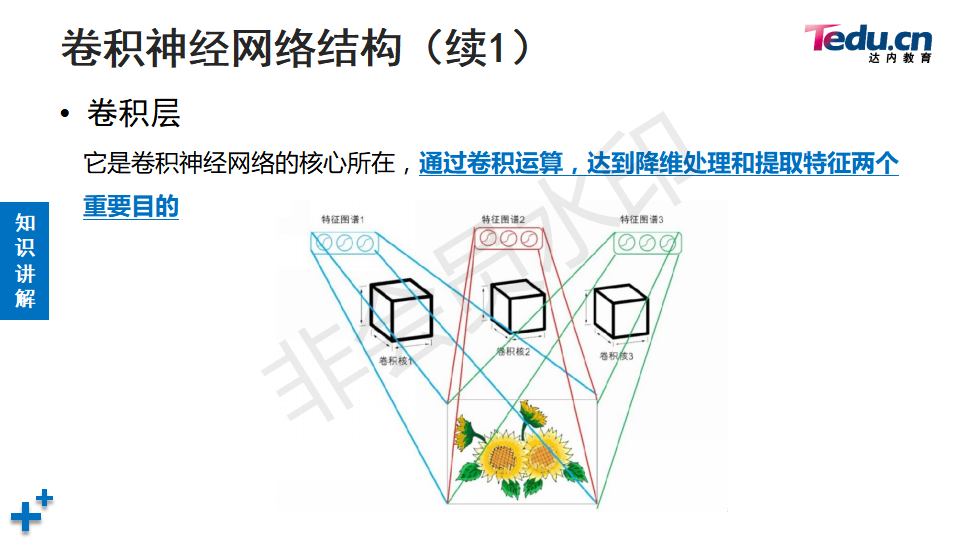 卷积神经网络结构（续1）
Tedu.cn
达内教育
• 卷积层
它是卷积神经网络的核心所在，通过卷积运算，达到降维处理和提取特征两个
重要目的
知识讲解
特征图谱1
特征图谱2
特征图谱3
卷积核1
卷积核2
卷积核3
非会员水印